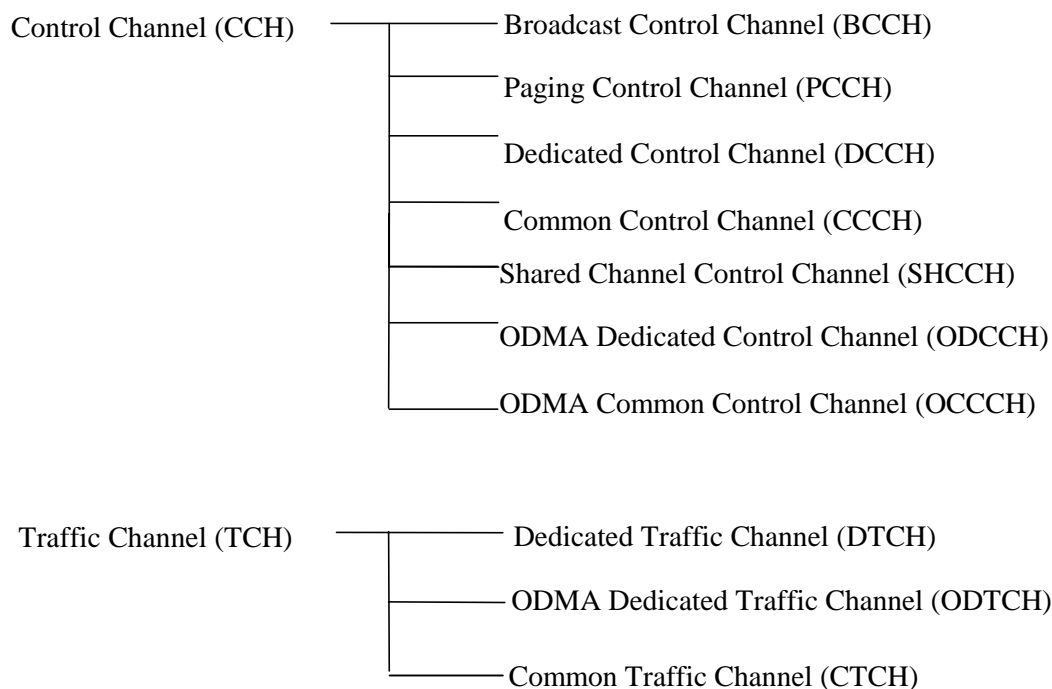 Control Channel (CCH)
Broadcast Control Channel (BCCH)
Paging Control Channel (PCCH)
Dedicated Control Channel (DCCH)
Common Control Channel (CCCH)
Shared Channel Control Channel (SHCCH)
ODMA Dedicated Control Channel (ODCCH)
ODMA Common Control Channel (OCCCH)
Traffic Channel (TCH)
Dedicated Traffic Channel (DTCH)
ODMA Dedicated Traffic Channel (ODTCH)
Common Traffic Channel (CTCH)